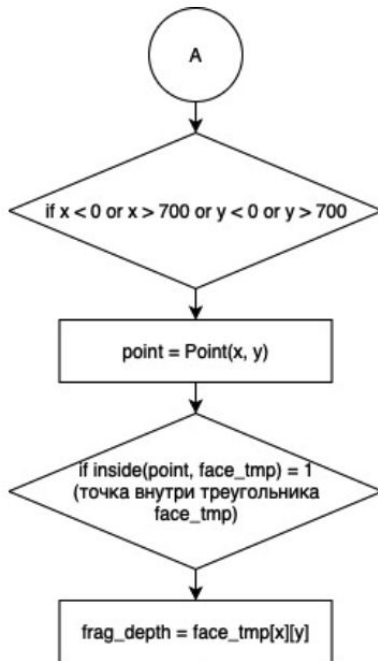 A
if x < 0 or x > 700 or y < 0 or y > 700
point = Point(x, y)
if inside(point, face_tmp) = 1
(точка внутри треугольника
face_tmp)
frag_depth = face_tmp[x][y]